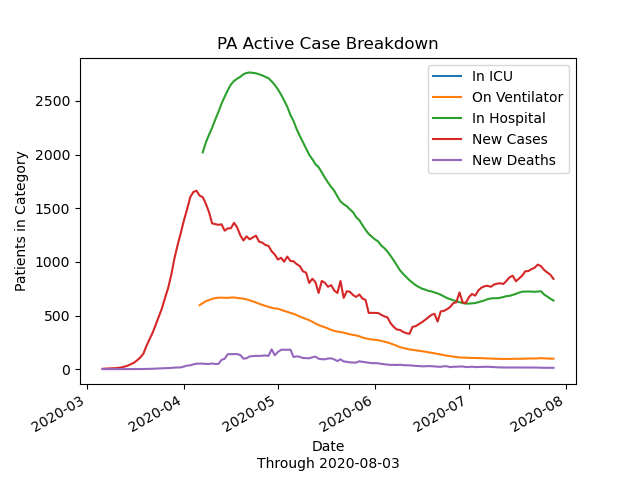 PA Active Case Breakdown
In ICU
On Ventilator
In Hospital
New Cases
New Deaths
Patients in Category
2500
2000
1500
1000
500
0
2020-03
2020-04
2020-05
2020-06
2020-07
2020-08
Date
Through 2020-08-03